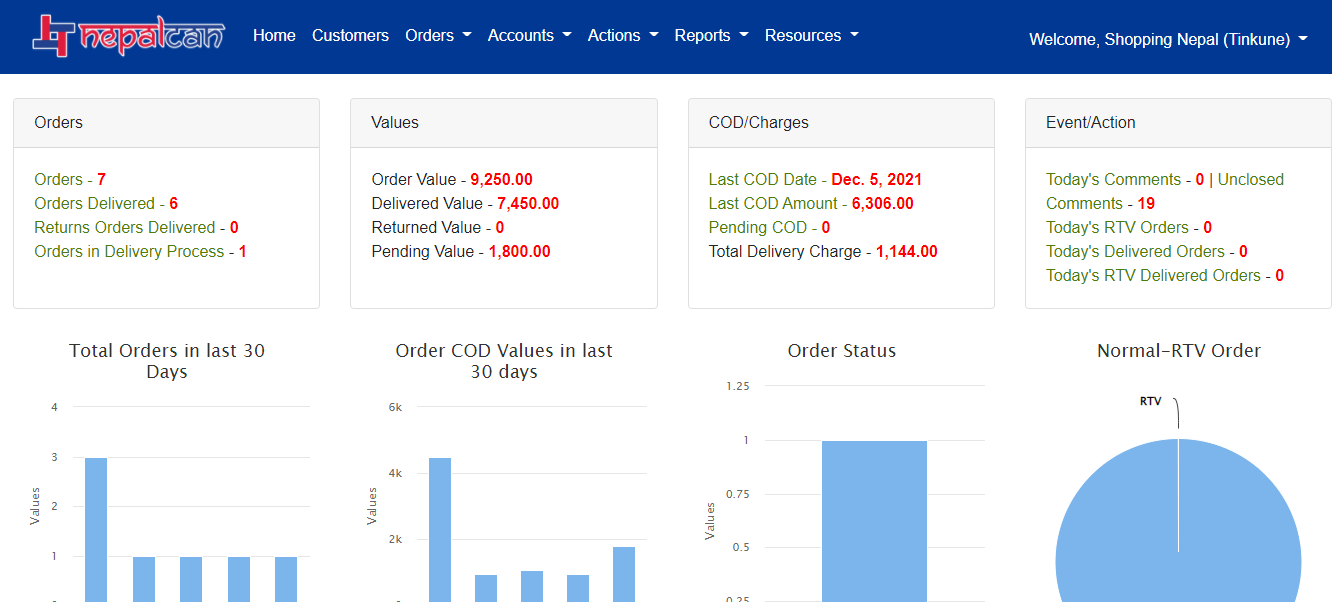 nepalcan
Home Customers Orders Accounts Actions Reports Resources
Welcome, Shopping Nepal (Tinkune)
Orders
Orders - 7
Orders Delivered - 6
Returns Orders Delivered - 0
Orders in Delivery Process - 1
Values
Order Value - 9,250.00
Delivered Value - 7,450.00
Returned Value - 0
Pending Value - 1,800.00
COD/Charges
Last COD Date - Dec. 5, 2021
Last COD Amount - 6,306.00
Pending COD - 0
Total Delivery Charge - 1,144.00
Event/Action
Today's Comments - 0 | Unclosed
Comments - 19
Today's RTV Orders - 0
Today's Delivered Orders - 0
Today's RTV Delivered Orders - 0
Total Orders in last 30
Days
4
3
2
1
Values
Order COD Values in last
30 days
6k
4k
2k
Values
Order Status
1.25
1
0.75
0.5
0.25
Values
Normal-RTV Order
RTV